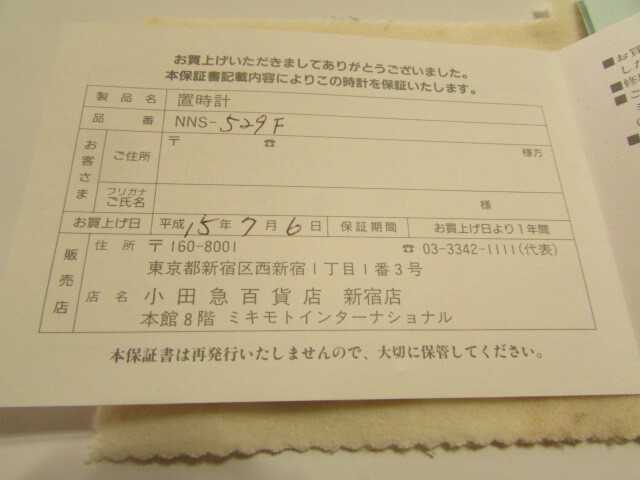 お買上げいただきましてありがとうございました。
本保証書記載内容によりこの時計を保証いたします。
製品名 置時計
品番 NNS-529F
お客さま
ご住所 〒 ☎ 様方
フリガナ
ご氏名 様
お買上げ日 平成15年7月6日 保証期間 お買上げ日より1年間
販売店
住所 〒160-8001 ☎ 03-3342-1111(代表)
東京都新宿区西新宿1丁目1番3号
店名 小田急百貨店 新宿店
本館8階 ミキモトインターナショナル
本保証書は再発行いたしませんので、大切に保管してください。
■お買
した
■修
■ご
■